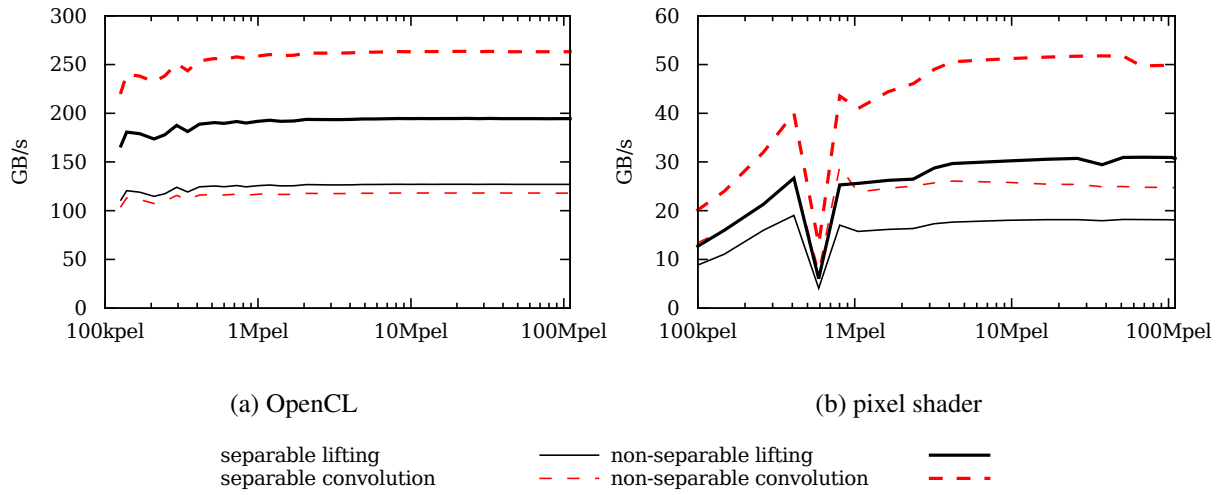 300
250
200
150
100
50
0
GB/s
100kpel 1Mpel 10Mpel 100Mpel
(a) OpenCL
60
50
40
30
20
10
0
GB/s
100kpel 1Mpel 10Mpel 100Mpel
(b) pixel shader
separable lifting non-separable lifting
separable convolution non-separable convolution